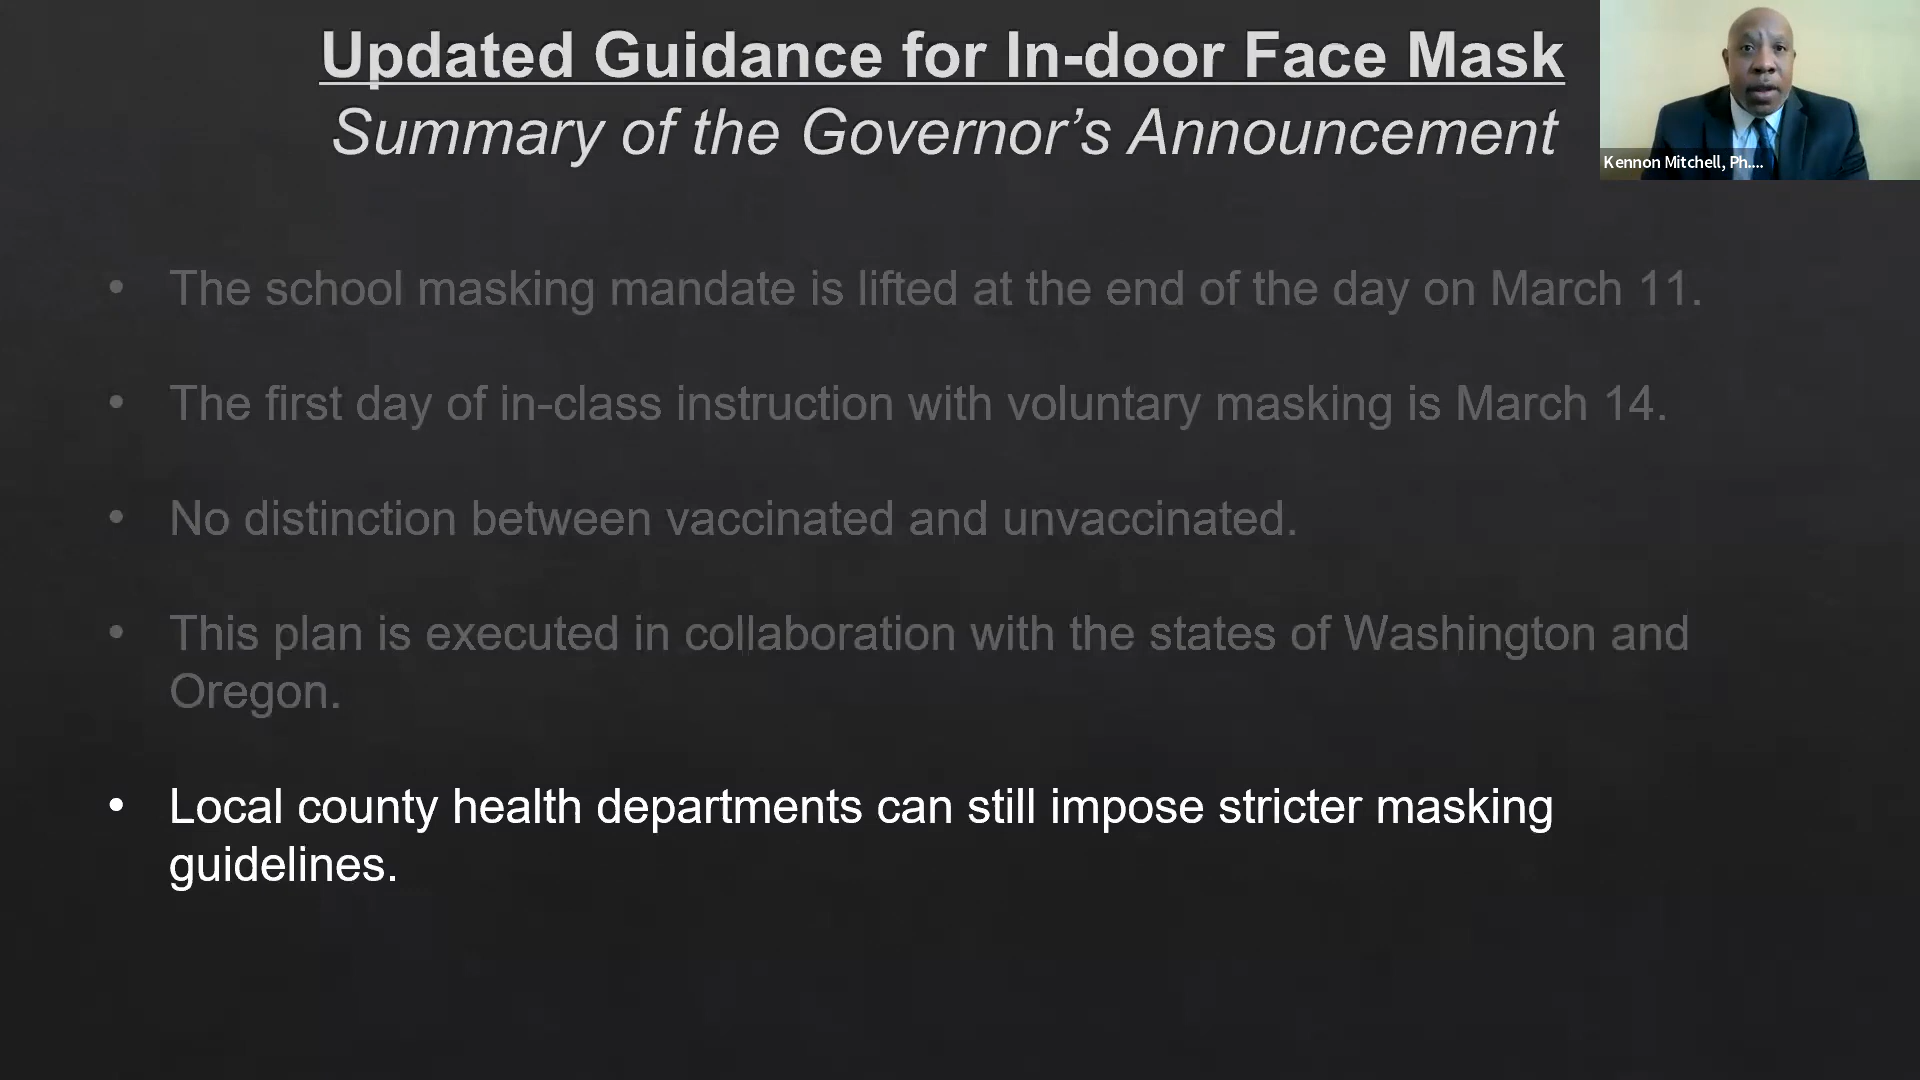 Updated Guidance for In-door Face Mask
Summary of the Governor’s Announcement
Kennon Mitchell, Ph....
• The school masking mandate is lifted at the end of the day on March 11.
• The first day of in-class instruction with voluntary masking is March 14.
• No distinction between vaccinated and unvaccinated.
• This plan is executed in collaboration with the states of Washington and
Oregon.
• Local county health departments can still impose stricter masking
guidelines.